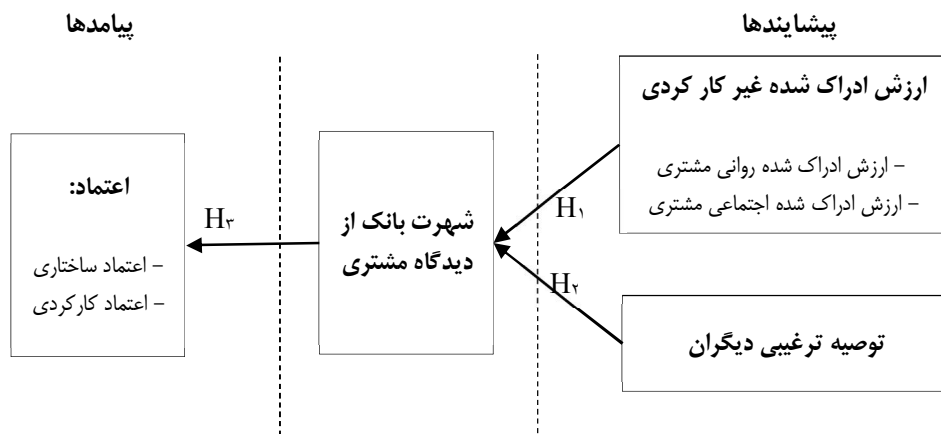 پیشایندها
پیامدها
ارزش ادراک شده غیر کار کردی
– ارزش ادراک شده روانی مشتری
– ارزش ادراک شده اجتماعی مشتری
توصیه ترغیبی دیگران
H۱
H۲
شهرت بانک از
دیدگاه مشتری
H۳
اعتماد:
– اعتماد ساختاری
– اعتماد کارکردی